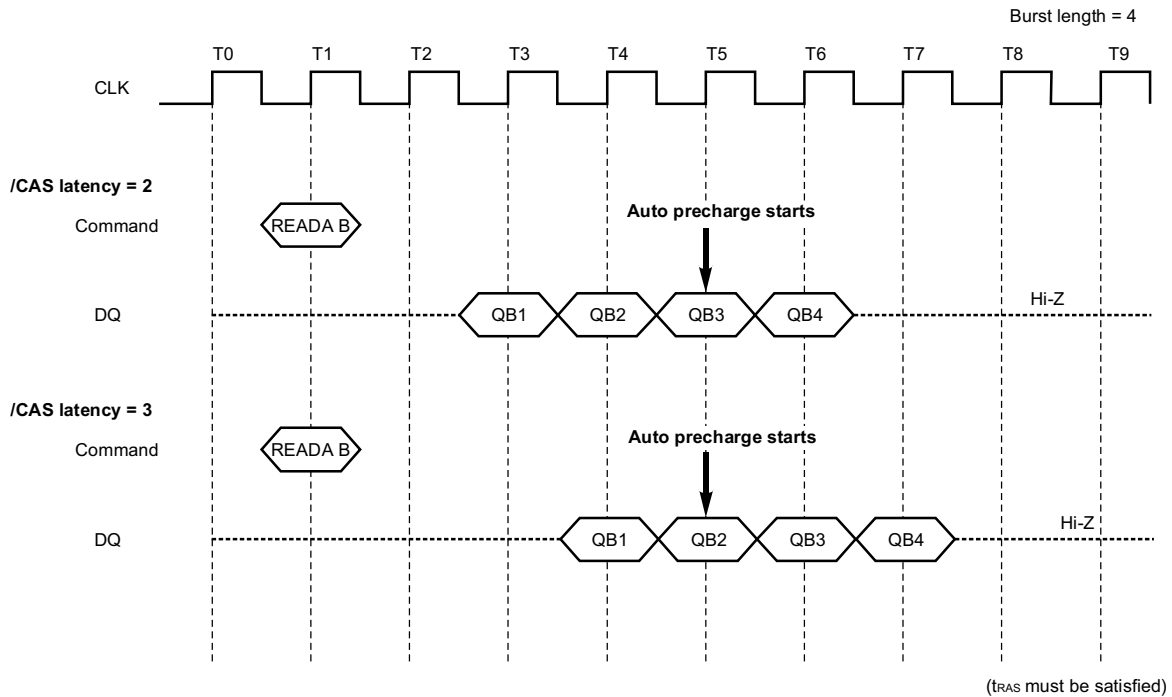 Burst length = 4
T0 T1 T2 T3 T4 T5 T6 T7 T8 T9
CLK
/CAS latency = 2
Command READA B
Auto precharge starts
DQ QB1 QB2 QB3 QB4 Hi-Z
/CAS latency = 3
Command READA B
Auto precharge starts
DQ QB1 QB2 QB3 QB4 Hi-Z
(tRAS must be satisfied)